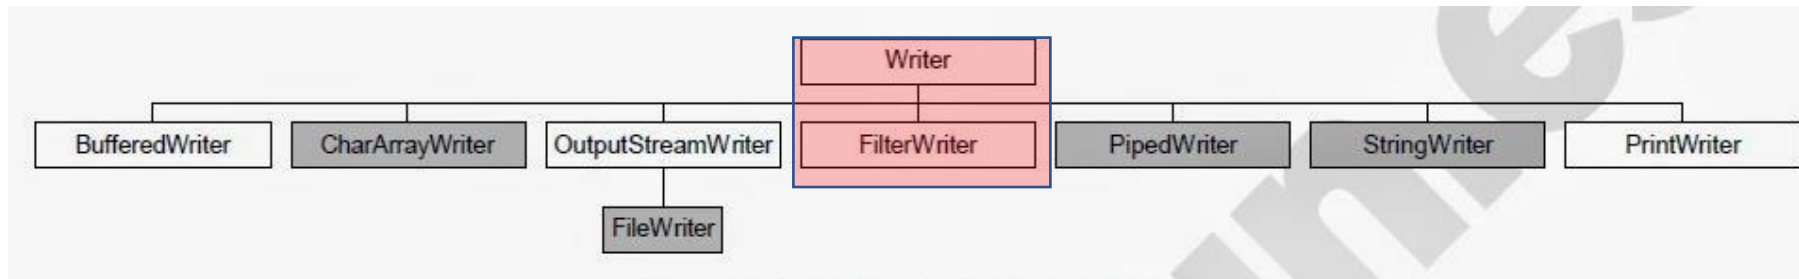 Writer
BufferedWriter
CharArrayWriter
OutputStreamWriter
FilterWriter
PipedWriter
StringWriter
PrintWriter
FileWriter